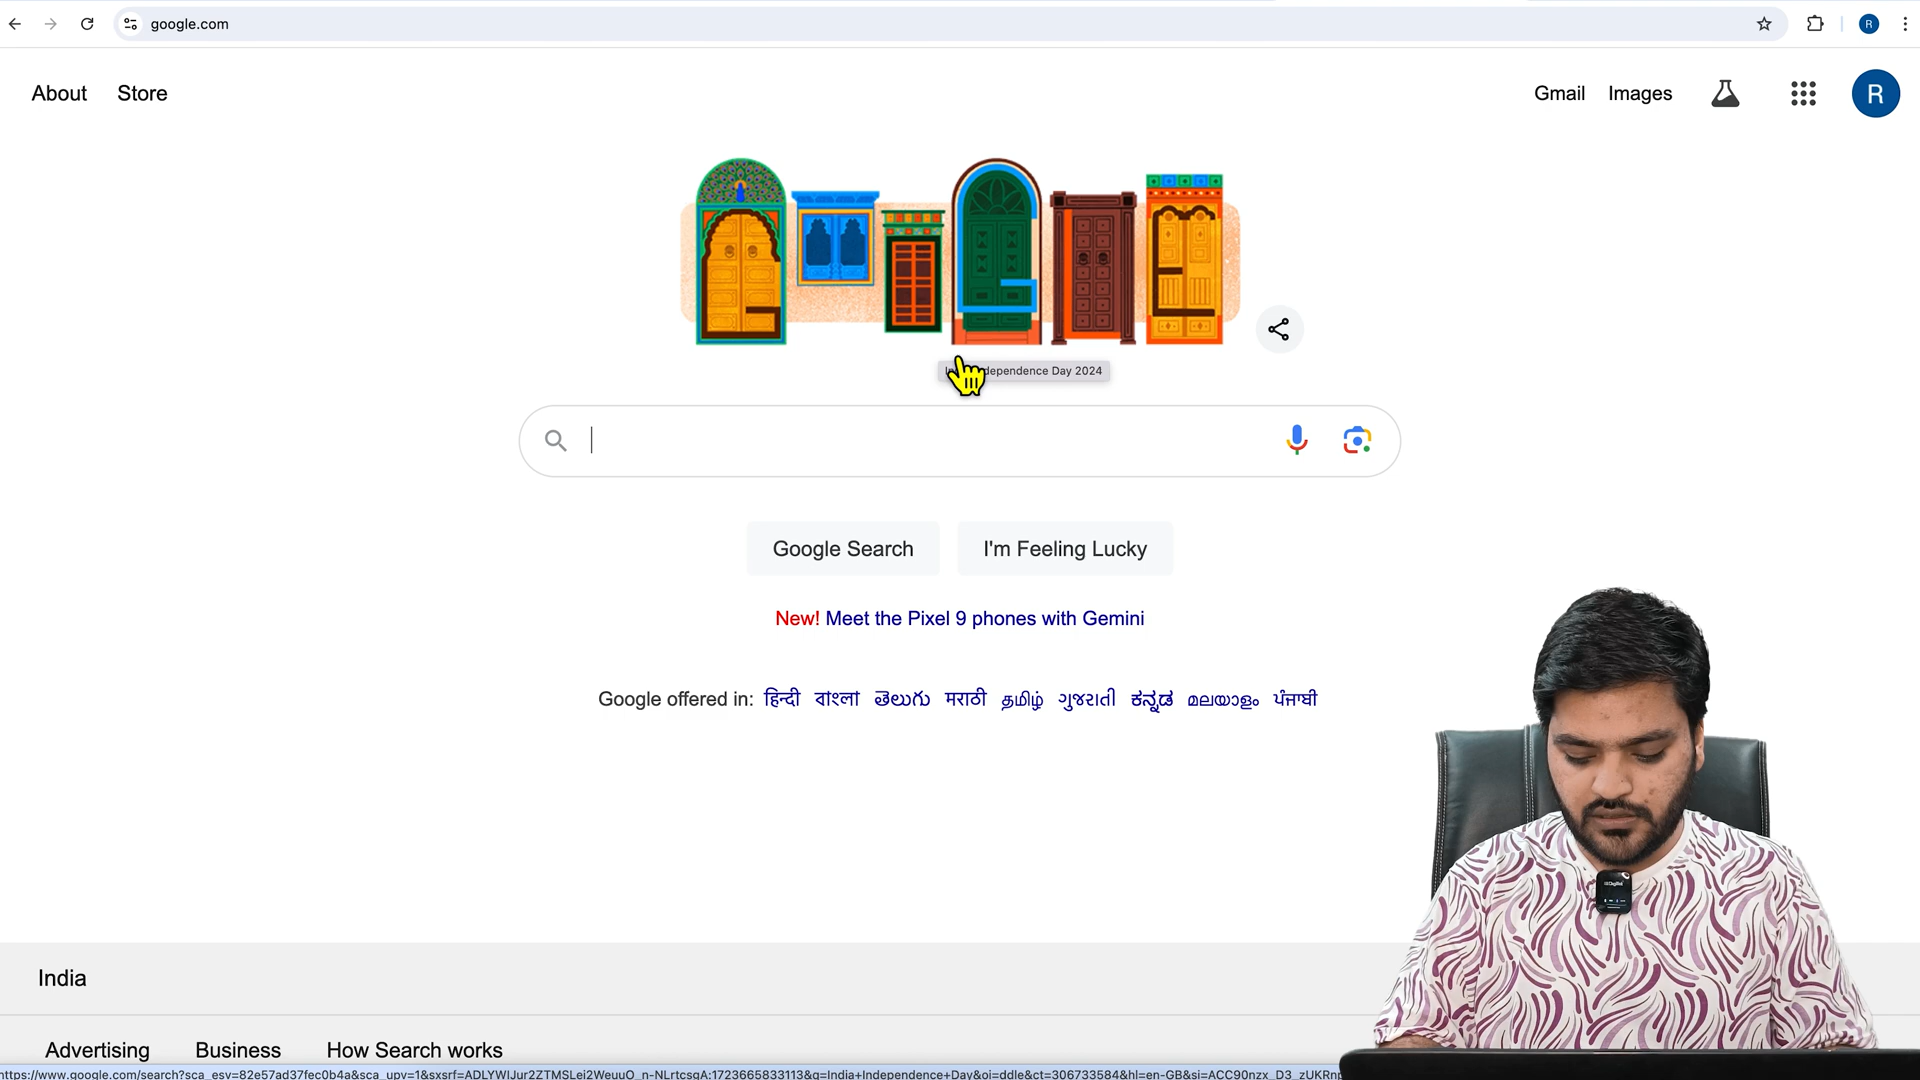 google.com
R
About Store
Gmail Images
R
dependence Day 2024
Google Search I'm Feeling Lucky
New! Meet the Pixel 9 phones with Gemini
Google offered in: हिन्दी বাংলা తెలుగు मराठी தமிழ் ગુજરાતી ಕನ್ನಡ മലയാളം ਪੰਜਾਬੀ
India
Advertising Business How Search works